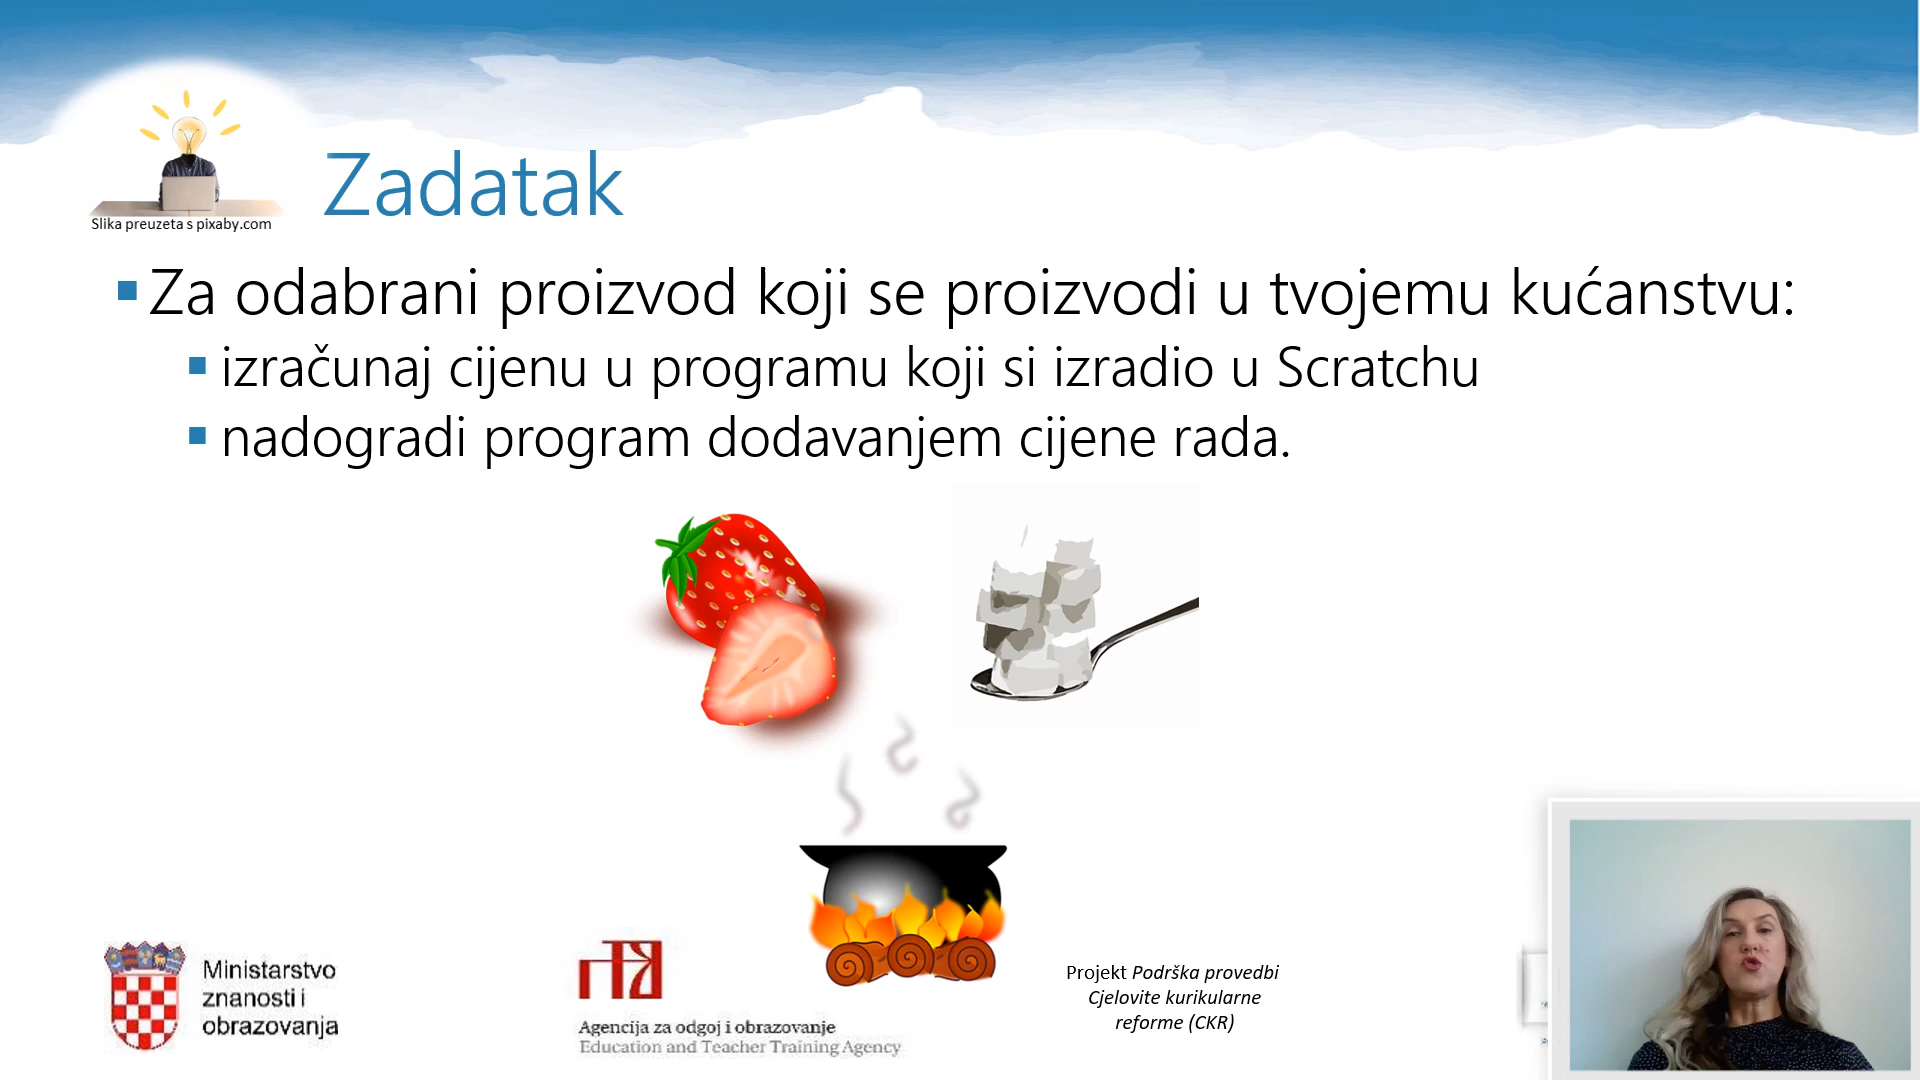 Slika preuzeta s pixaby.com
Zadatak
Za odabrani proizvod koji se proizvodi u tvojemu kućanstvu:
izračunaj cijenu u programu koji si izradio u Scratchu
nadogradi program dodavanjem cijene rada.
Ministarstvo
znanosti i
obrazovanja
Agencija za odgoj i obrazovanje
Education and Teacher Training Agency
Projekt Podrška provedbi
Cjelovite kurikularne
reforme (CKR)